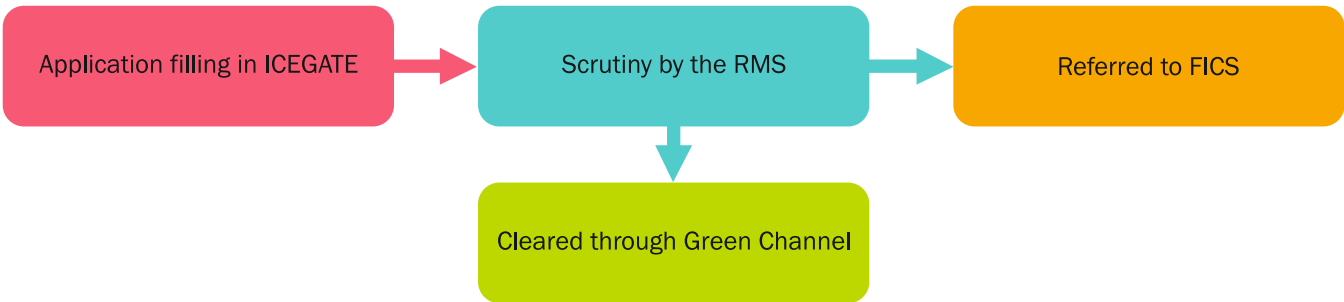 Application filling in ICEGATE
Scrutiny by the RMS
Referred to FICS
Cleared through Green Channel